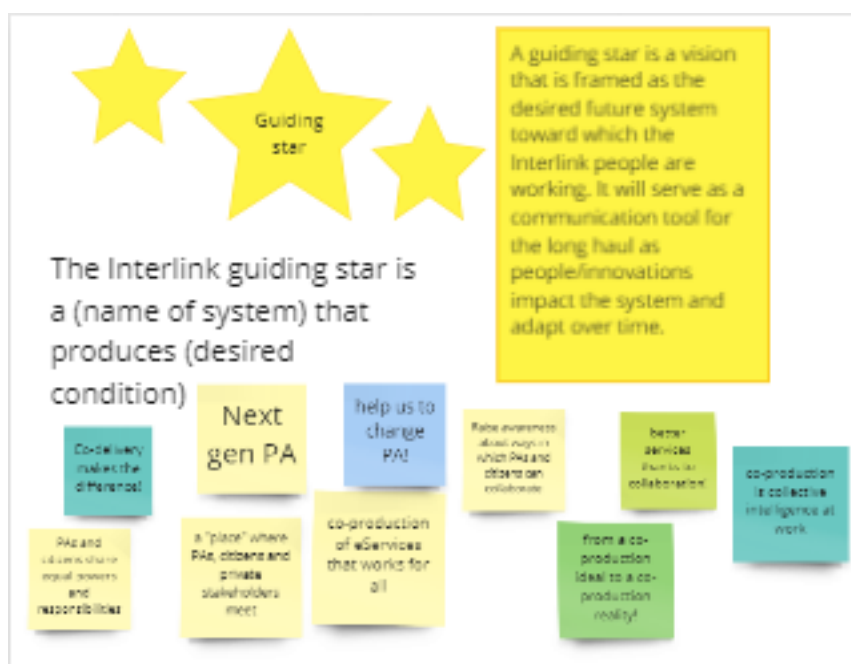 Guiding
star
A guiding star is a vision
that is framed as the
desired future system
toward which the
Interlink people are
working. It will serve as a
communication tool for
the long haul as
people/innovations
impact the system and
adapt over time.
The Interlink guiding star is
a (name of system) that
produces (desired
condition)
Co-delivery
makes the
difference!
Next
gen PA
help us to
change
PA!
Raise awareness
about ways in
which PAs and
citizens can
collaborate
better
services
thanks to
collaboration!
co-production
is collective
intelligence at
work
PAs and
citizens share
equal powers
and
responsibilities
a "place" where
PAs, citizens and
private
stakeholders
meet
co-production
of eServices
that works for
all
from a co-
production
ideal to a co-
production
reality!